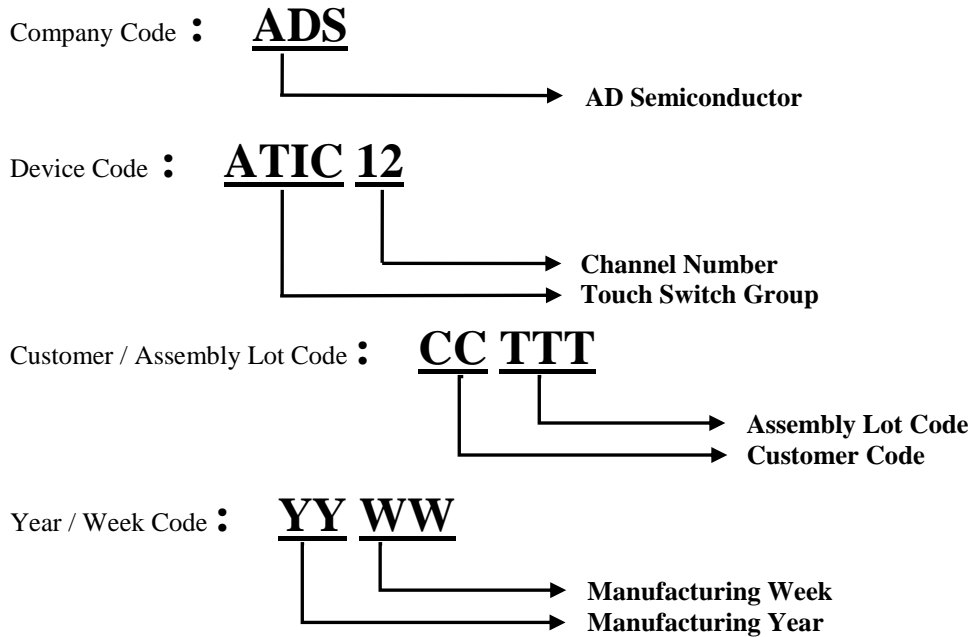 Company Code : ADS
AD Semiconductor
Device Code : ATIC 12
Channel Number
Touch Switch Group
Customer / Assembly Lot Code : CC TTT
Assembly Lot Code
Customer Code
Year / Week Code : YY WW
Manufacturing Week
Manufacturing Year